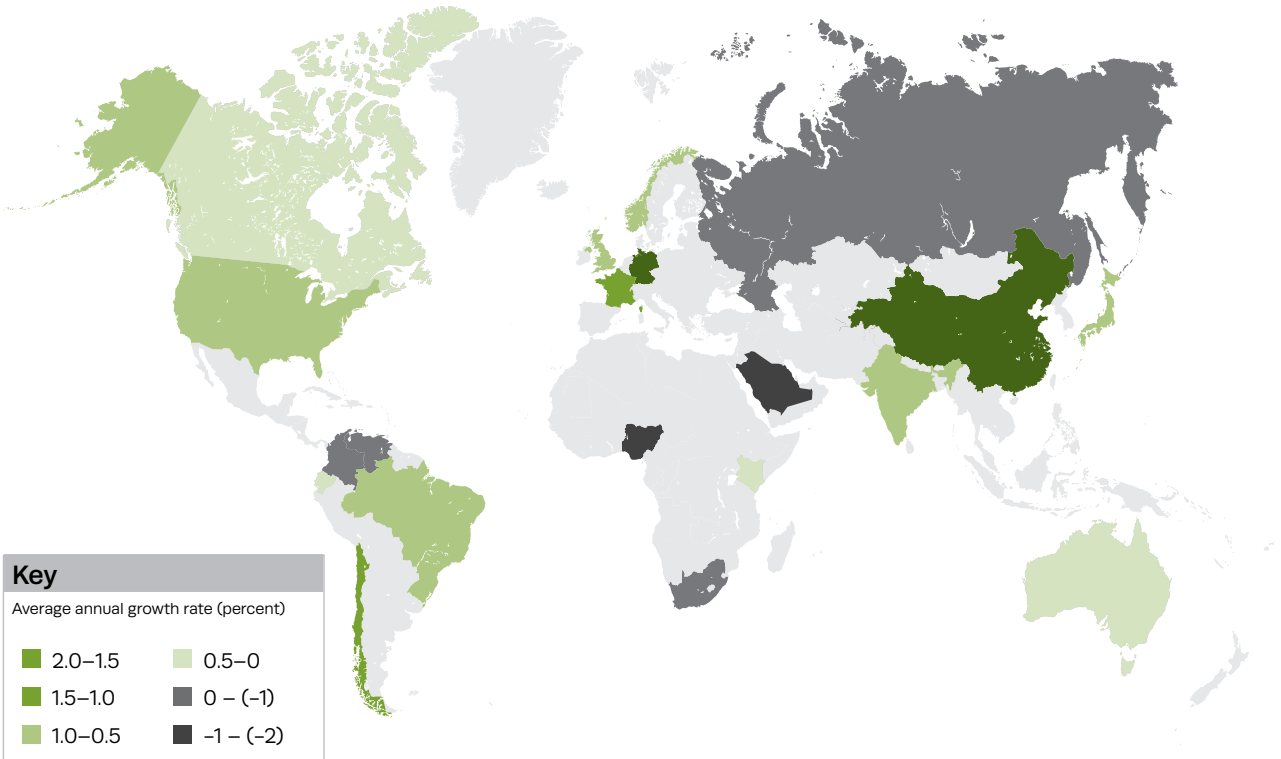 Key
Average annual growth rate (percent)
2.0–1.5
1.5–1.0
1.0–0.5
0.5–0
0 – (-1)
-1 – (-2)